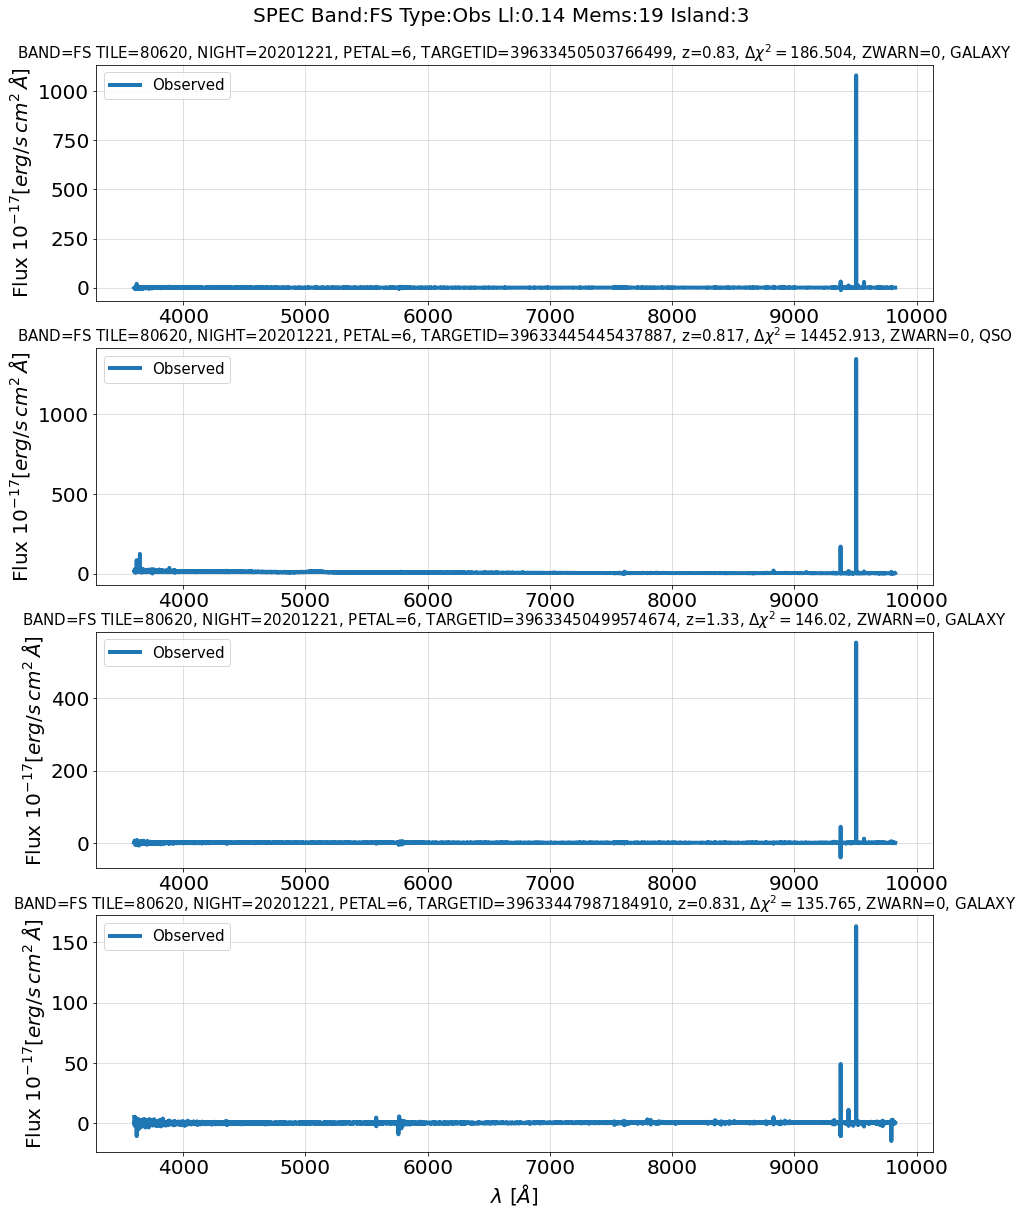 SPEC Band:FS Type:Obs Ll:0.14 Mems:19 Island:3
BAND=FS TILE=80620, NIGHT=20201221, PETAL=6, TARGETID=39633450503766499, z=0.83, Δχ² = 186.504, ZWARN=0, GALAXY
Observed
Flux 10⁻¹⁷[erg/s cm² Å]
1000
750
500
250
0
4000 5000 6000 7000 8000 9000 10000
BAND=FS TILE=80620, NIGHT=20201221, PETAL=6, TARGETID=39633445445437887, z=0.817, Δχ² = 14452.913, ZWARN=0, QSO
Observed
Flux 10⁻¹⁷[erg/s cm² Å]
1000
500
0
4000 5000 6000 7000 8000 9000 10000
BAND=FS TILE=80620, NIGHT=20201221, PETAL=6, TARGETID=39633450499574674, z=1.33, Δχ² = 146.02, ZWARN=0, GALAXY
Observed
Flux 10⁻¹⁷[erg/s cm² Å]
400
200
0
4000 5000 6000 7000 8000 9000 10000
BAND=FS TILE=80620, NIGHT=20201221, PETAL=6, TARGETID=39633447987184910, z=0.831, Δχ² = 135.765, ZWARN=0, GALAXY
Observed
Flux 10⁻¹⁷[erg/s cm² Å]
150
100
50
0
4000 5000 6000 7000 8000 9000 10000
λ [Å]